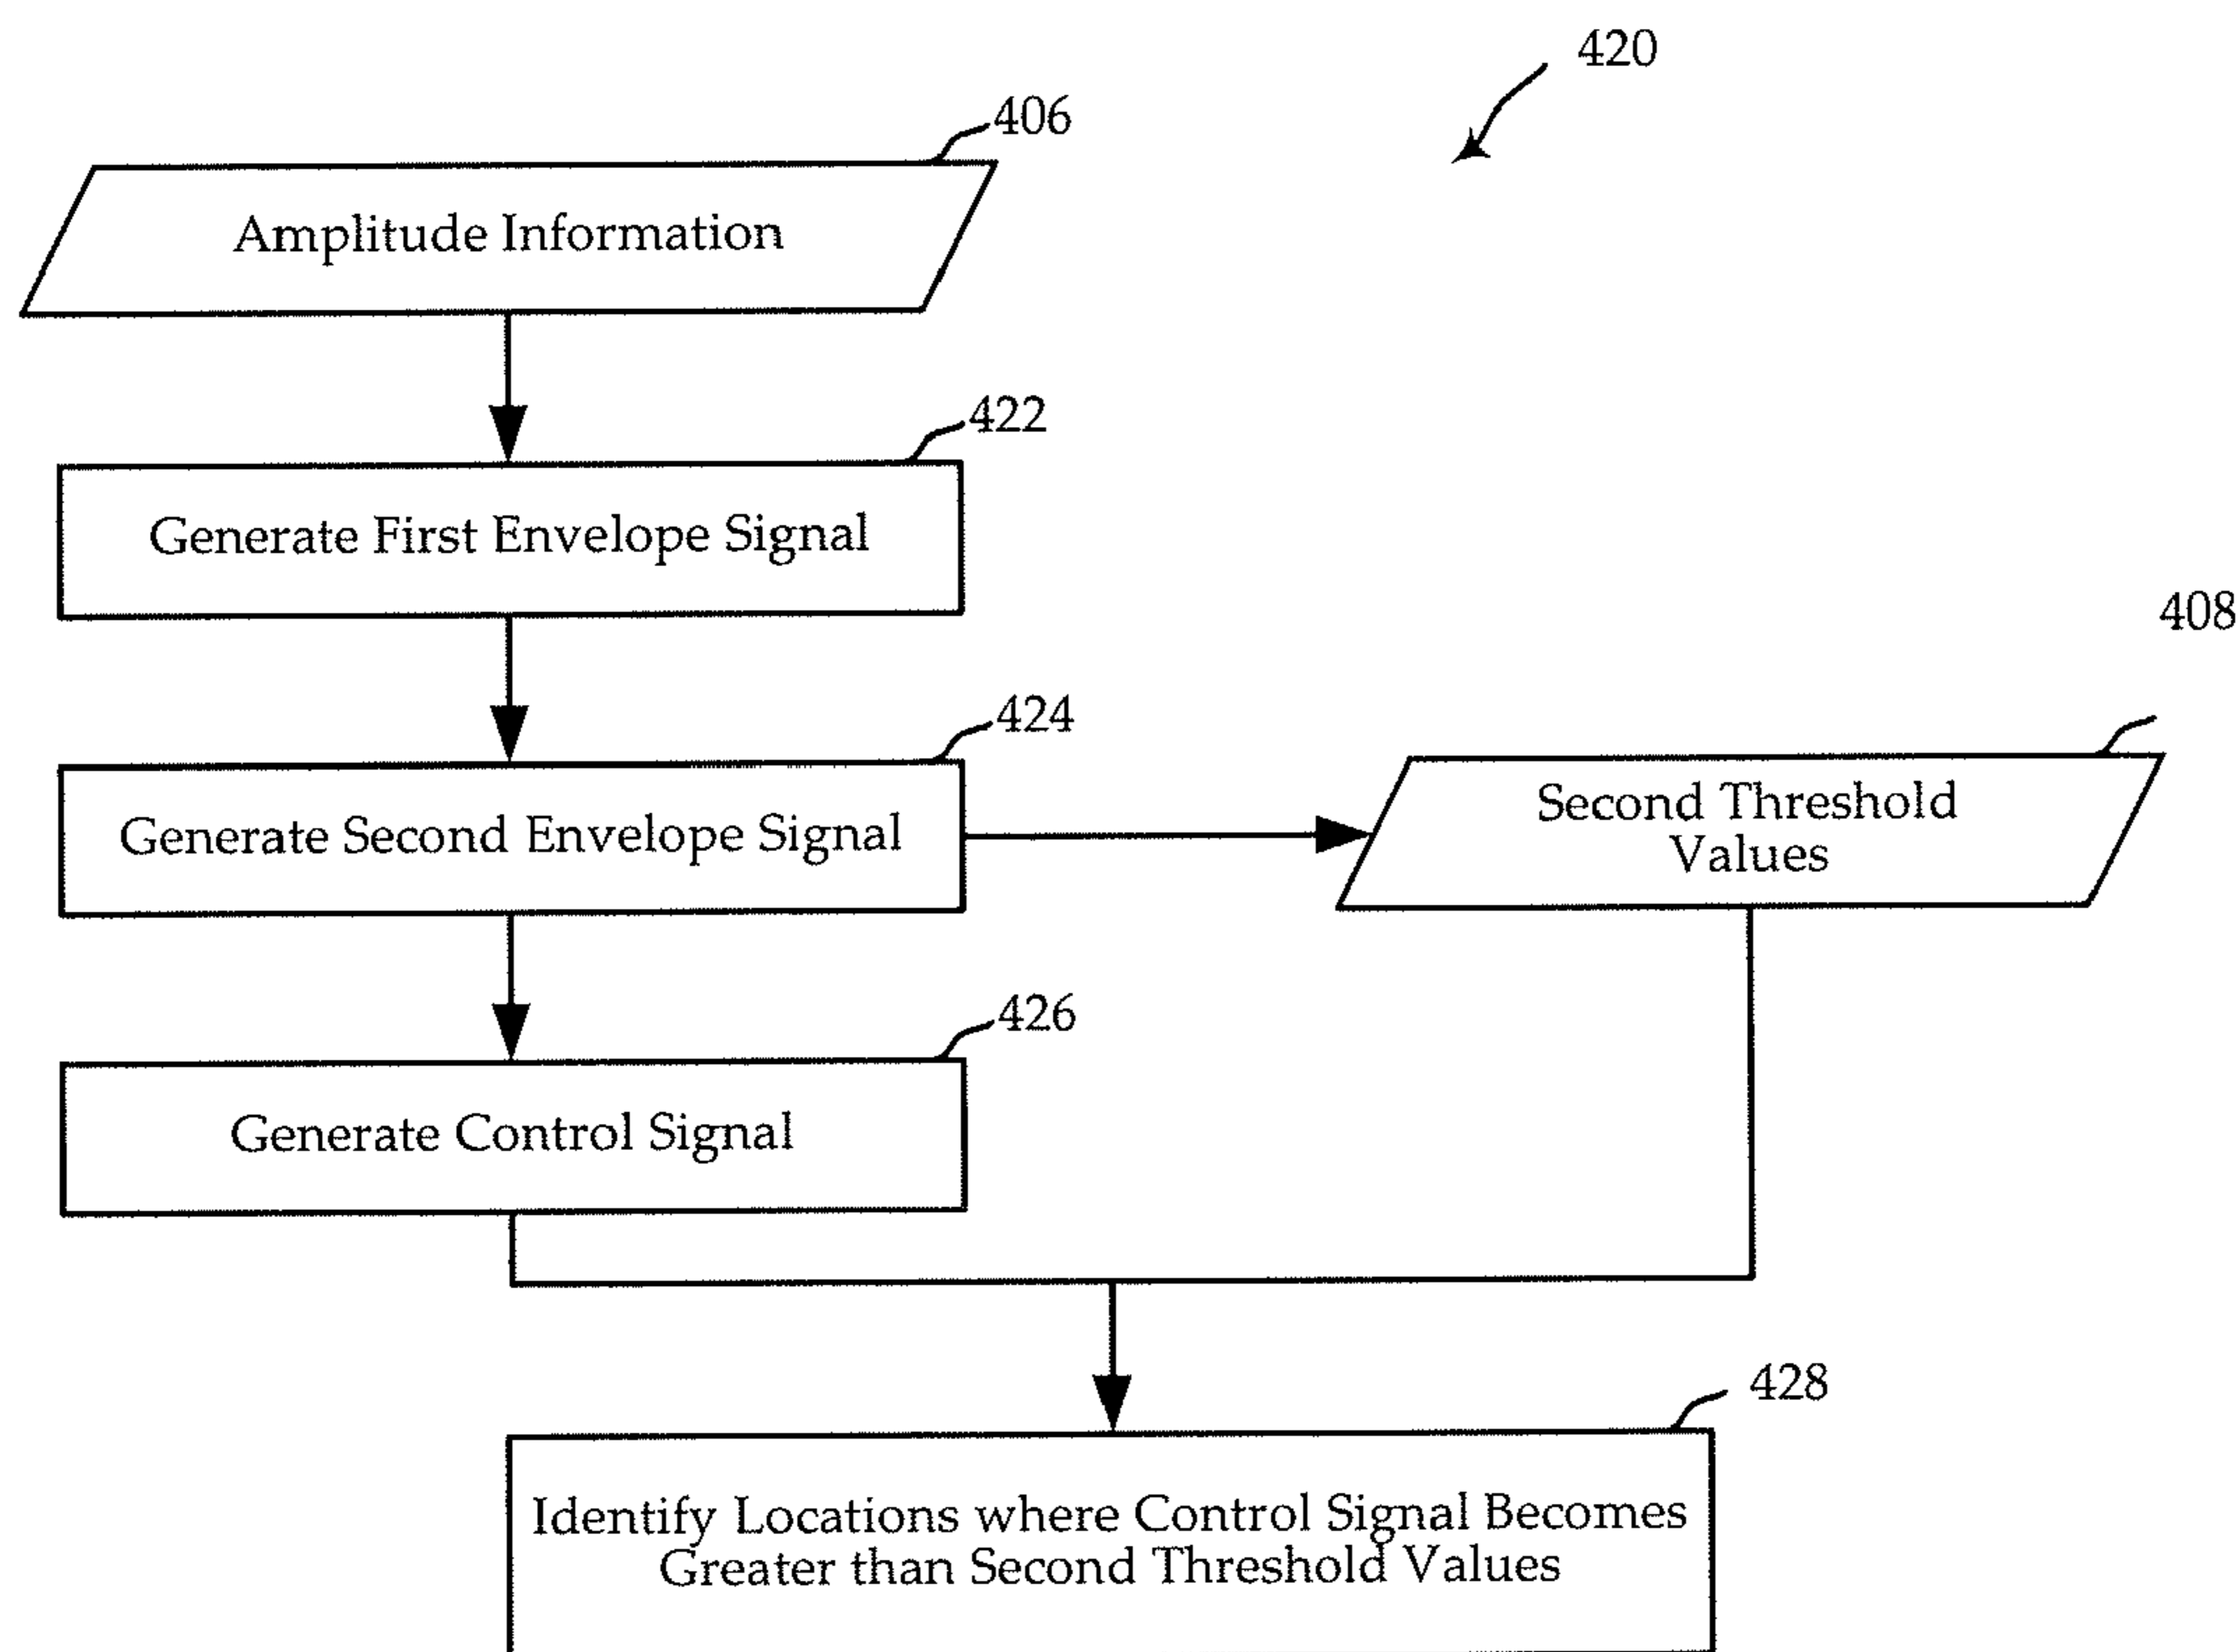 420
406
Amplitude Information
422
Generate First Envelope Signal
408
424
Generate Second Envelope Signal
Second Threshold
Values
426
Generate Control Signal
428
Identify Locations where Control Signal Becomes
Greater than Second Threshold Values